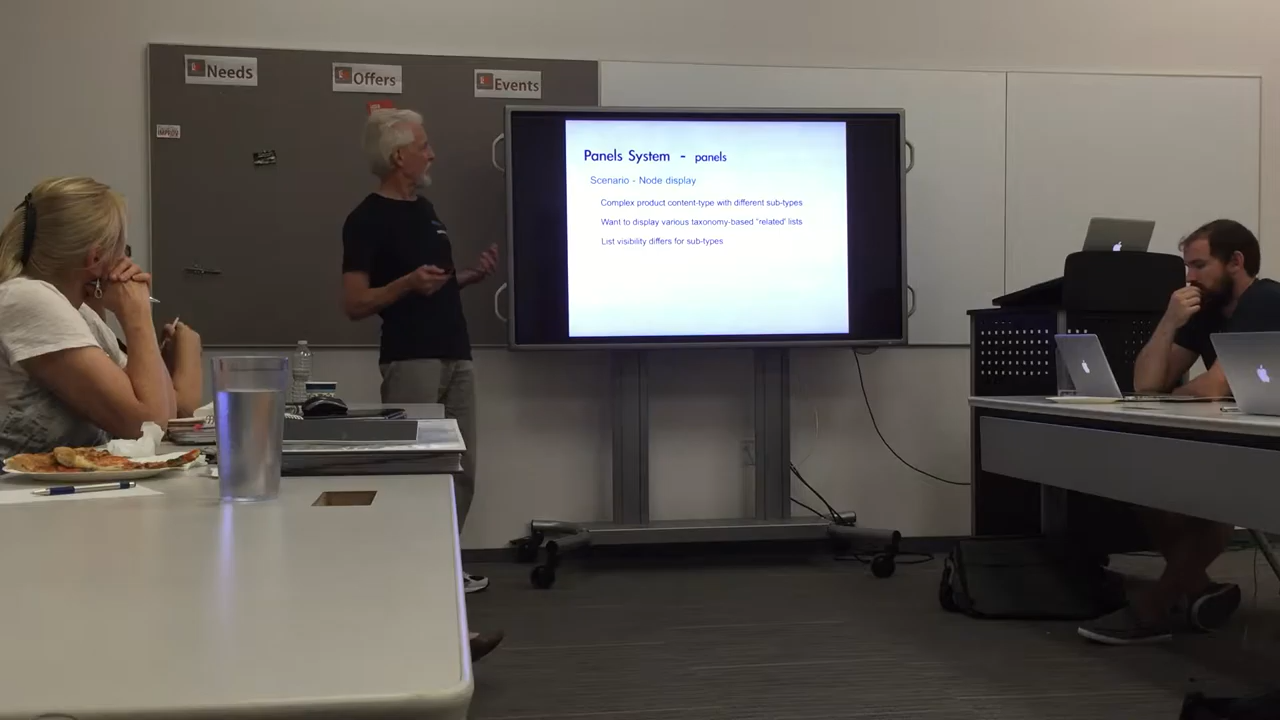 Needs
Offers
Events
IMPROV
Panels System - panels
Scenario - Node display
Complex product content-type with different sub-types
Want to display various taxonomy-based "related" lists
List visibility differs for sub-types